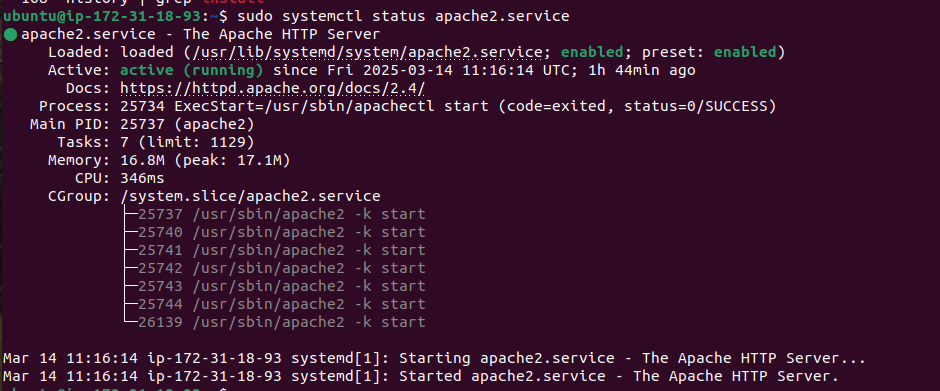 168 history | grep install
ubuntu@ip-172-31-18-93:~$ sudo systemctl status apache2.service
● apache2.service - The Apache HTTP Server
Loaded: loaded (/usr/lib/systemd/system/apache2.service; enabled; preset: enabled)
Active: active (running) since Fri 2025-03-14 11:16:14 UTC; 1h 44min ago
Docs: https://httpd.apache.org/docs/2.4/
Process: 25734 ExecStart=/usr/sbin/apachectl start (code=exited, status=0/SUCCESS)
Main PID: 25737 (apache2)
Tasks: 7 (limit: 1129)
Memory: 16.8M (peak: 17.1M)
CPU: 346ms
CGroup: /system.slice/apache2.service
├─25737 /usr/sbin/apache2 -k start
├─25740 /usr/sbin/apache2 -k start
├─25741 /usr/sbin/apache2 -k start
├─25742 /usr/sbin/apache2 -k start
├─25743 /usr/sbin/apache2 -k start
├─25744 /usr/sbin/apache2 -k start
└─26139 /usr/sbin/apache2 -k start
Mar 14 11:16:14 ip-172-31-18-93 systemd[1]: Starting apache2.service - The Apache HTTP Server...
Mar 14 11:16:14 ip-172-31-18-93 systemd[1]: Started apache2.service - The Apache HTTP Server.